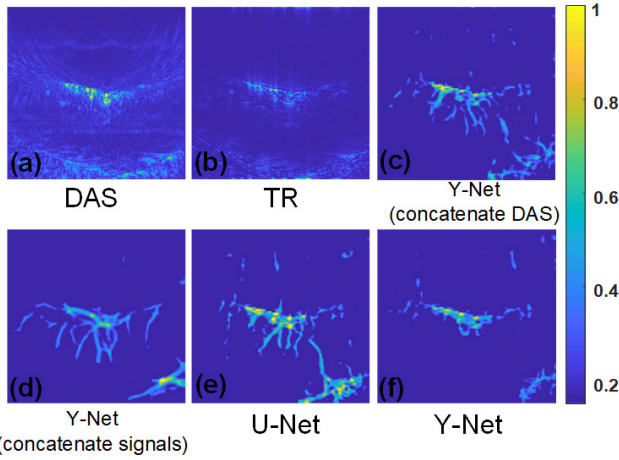 (a)
(b)
(c)
DAS
TR
Y-Net
(concatenate DAS)
(d)
(e)
(f)
Y-Net
(concatenate signals)
U-Net
Y-Net
1
0.8
0.6
0.4
0.2